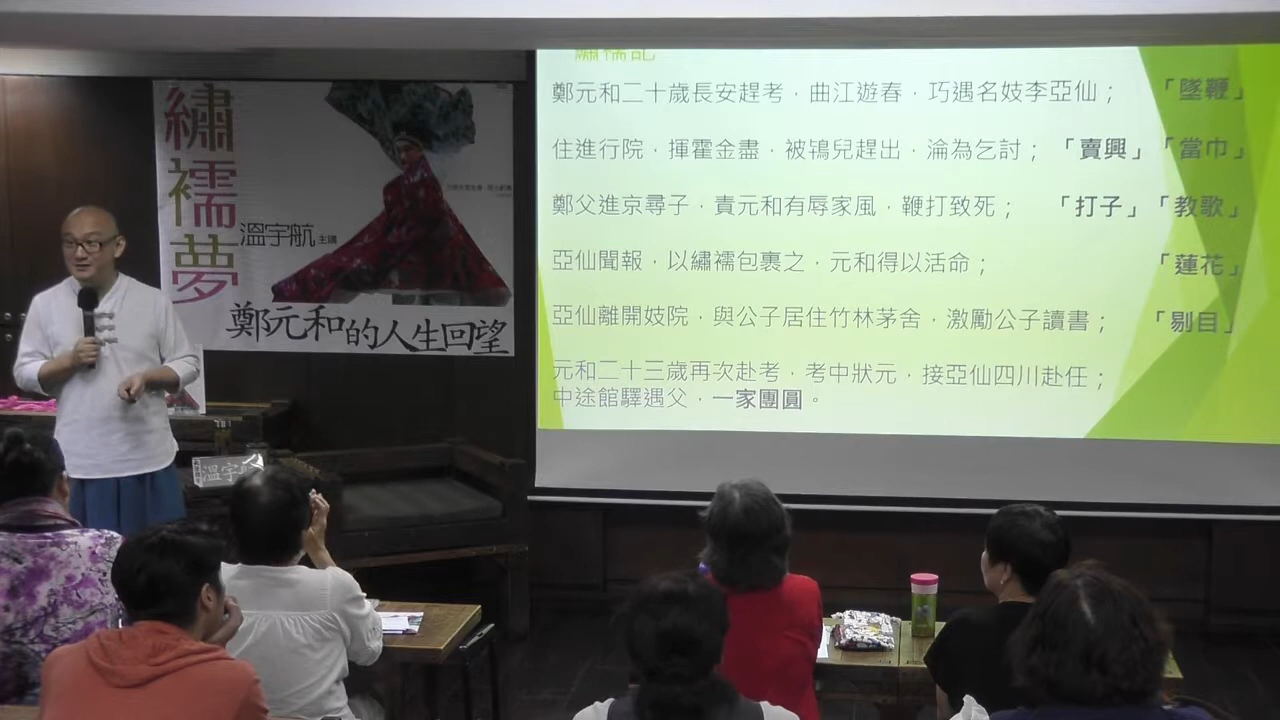 繡襦夢
溫宇航 主講
鄭元和的人生回望
繡襦記
鄭元和二十歲長安趕考，曲江遊春，巧遇名妓李亞仙； 「墜鞭」
住進行院，揮霍金盡，被鴇兒趕出，淪為乞討； 「賣興」「當巾」
鄭父進京尋子，責元和有辱家風，鞭打致死； 「打子」「教歌」
亞仙聞報，以繡襦包裹之，元和得以活命； 「蓮花」
亞仙離開妓院，與公子居住竹林茅舍，激勵公子讀書； 「剔目」
元和二十三歲再次赴考，考中狀元，接亞仙四川赴任；
中途館驛遇父，一家團圓。
溫宇航